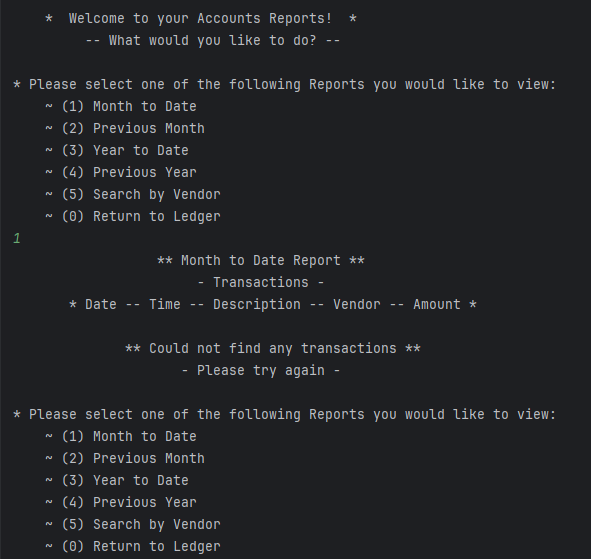 *  Welcome to your Accounts Reports!  *
-- What would you like to do? --
* Please select one of the following Reports you would like to view:
~ (1) Month to Date
~ (2) Previous Month
~ (3) Year to Date
~ (4) Previous Year
~ (5) Search by Vendor
~ (0) Return to Ledger
1
** Month to Date Report **
- Transactions -
* Date -- Time -- Description -- Vendor -- Amount *
** Could not find any transactions **
- Please try again -
* Please select one of the following Reports you would like to view:
~ (1) Month to Date
~ (2) Previous Month
~ (3) Year to Date
~ (4) Previous Year
~ (5) Search by Vendor
~ (0) Return to Ledger